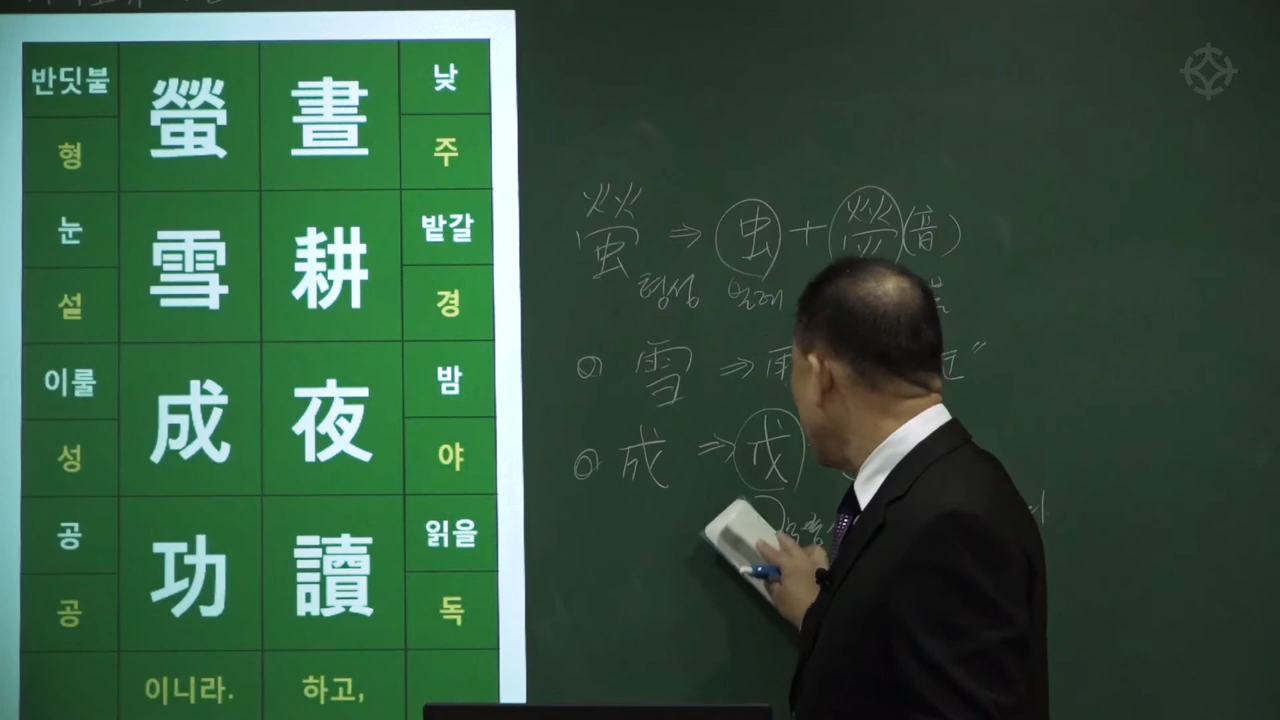 반딧불 螢 晝 낮
형 주
눈 雪 耕 밭갈
설 경
이룰 成 夜 밤
성 야
공 功 讀 읽을
공 독
이니라. 하고,
螢 ⇒ 虫 + (音)
형성 벌레
雪 ⇒
成 ⇒ 戊